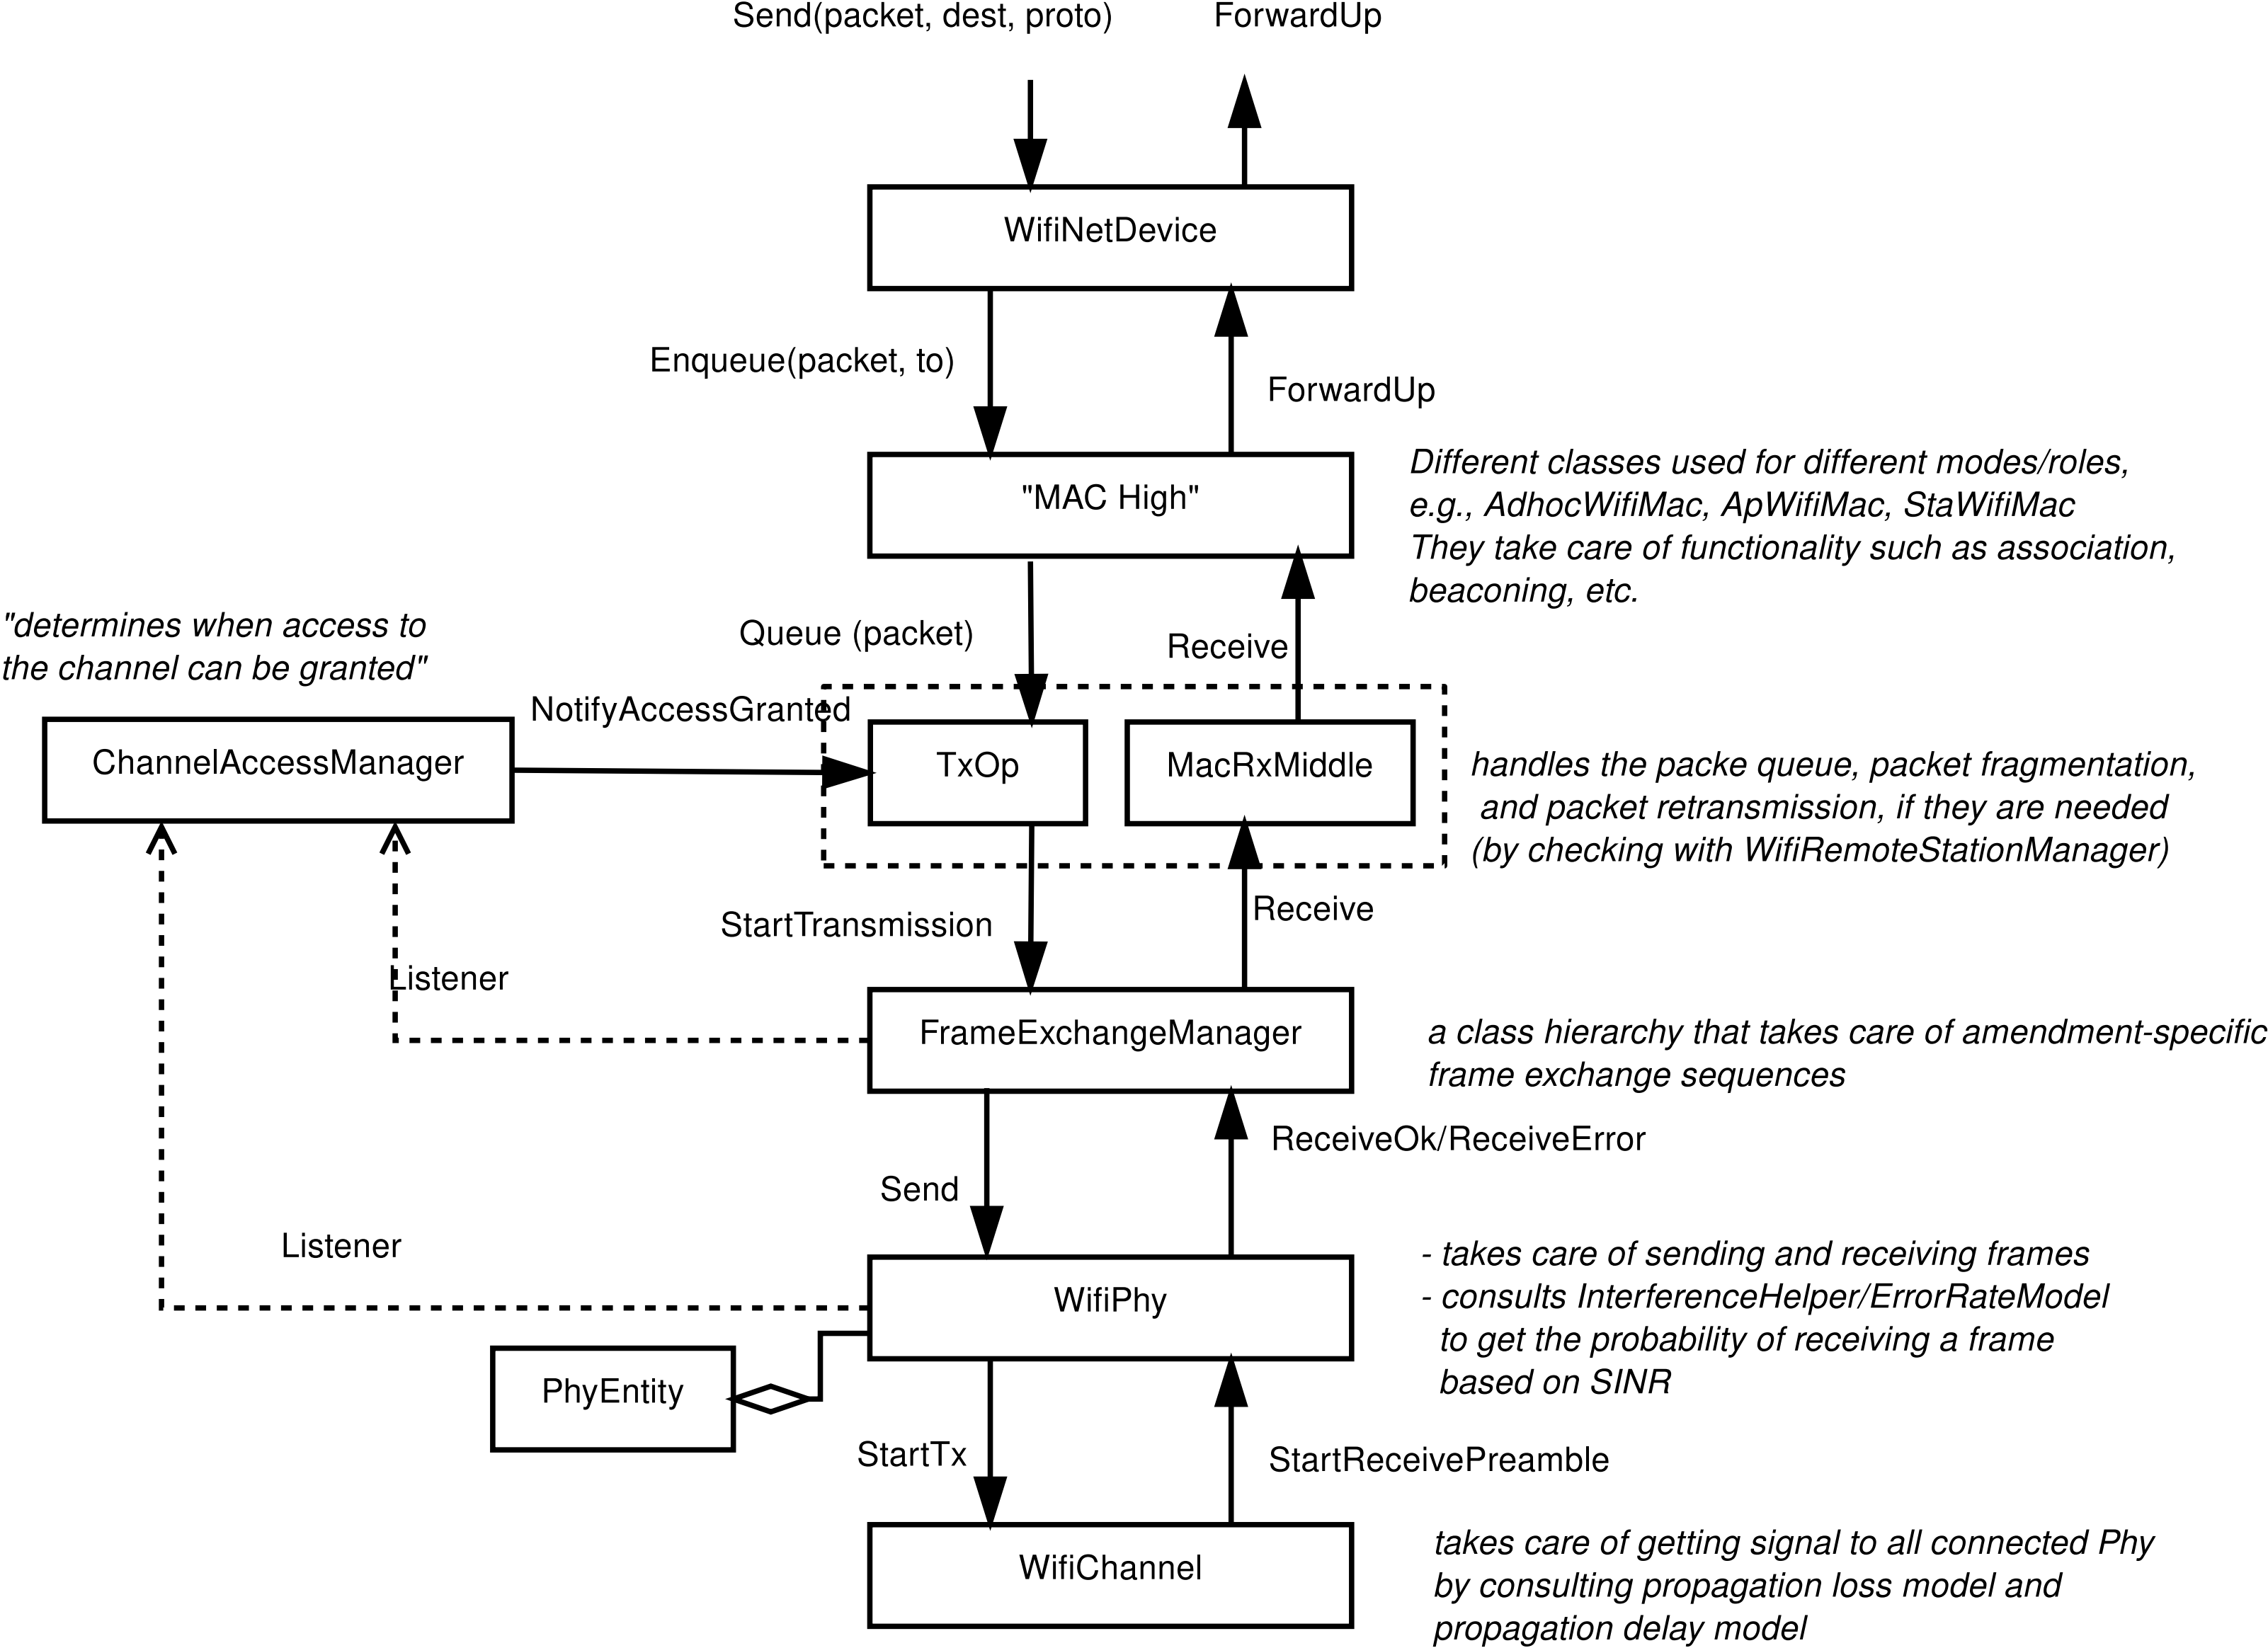 Send(packet, dest, proto)
ForwardUp
WifiNetDevice
Enqueue(packet, to)
ForwardUp
"MAC High"
Different classes used for different modes/roles,
e.g., AdhocWifiMac, ApWifiMac, StaWifiMac
They take care of functionality such as association,
beaconing, etc.
"determines when access to
the channel can be granted"
Queue (packet)
Receive
NotifyAccessGranted
ChannelAccessManager
TxOp
MacRxMiddle
handles the packe queue, packet fragmentation,
and packet retransmission, if they are needed
(by checking with WifiRemoteStationManager)
StartTransmission
Receive
Listener
FrameExchangeManager
a class hierarchy that takes care of amendment-specific
frame exchange sequences
ReceiveOk/ReceiveError
Send
Listener
WifiPhy
- takes care of sending and receiving frames
- consults InterferenceHelper/ErrorRateModel
to get the probability of receiving a frame
based on SINR
PhyEntity
StartTx
StartReceivePreamble
WifiChannel
takes care of getting signal to all connected Phy
by consulting propagation loss model and
propagation delay model